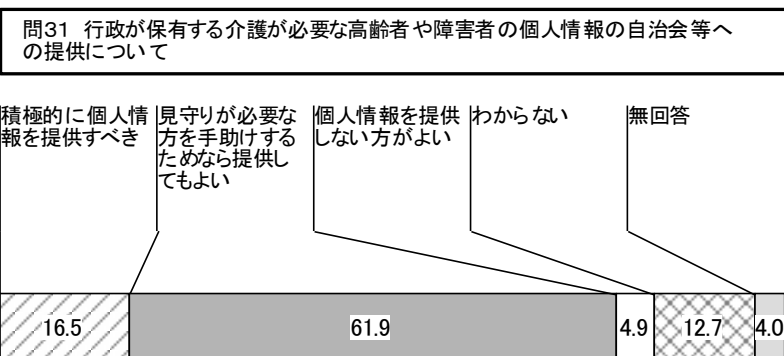 問31 行政が保有する介護が必要な高齢者や障害者の個人情報の自治会等へ
の提供について
積極的に個人情
報を提供すべき
見守りが必要な
方を手助けする
ためなら提供し
てもよい
個人情報を提供
しない方がよい
わからない
無回答
16.5
61.9
4.9
12.7
4.0